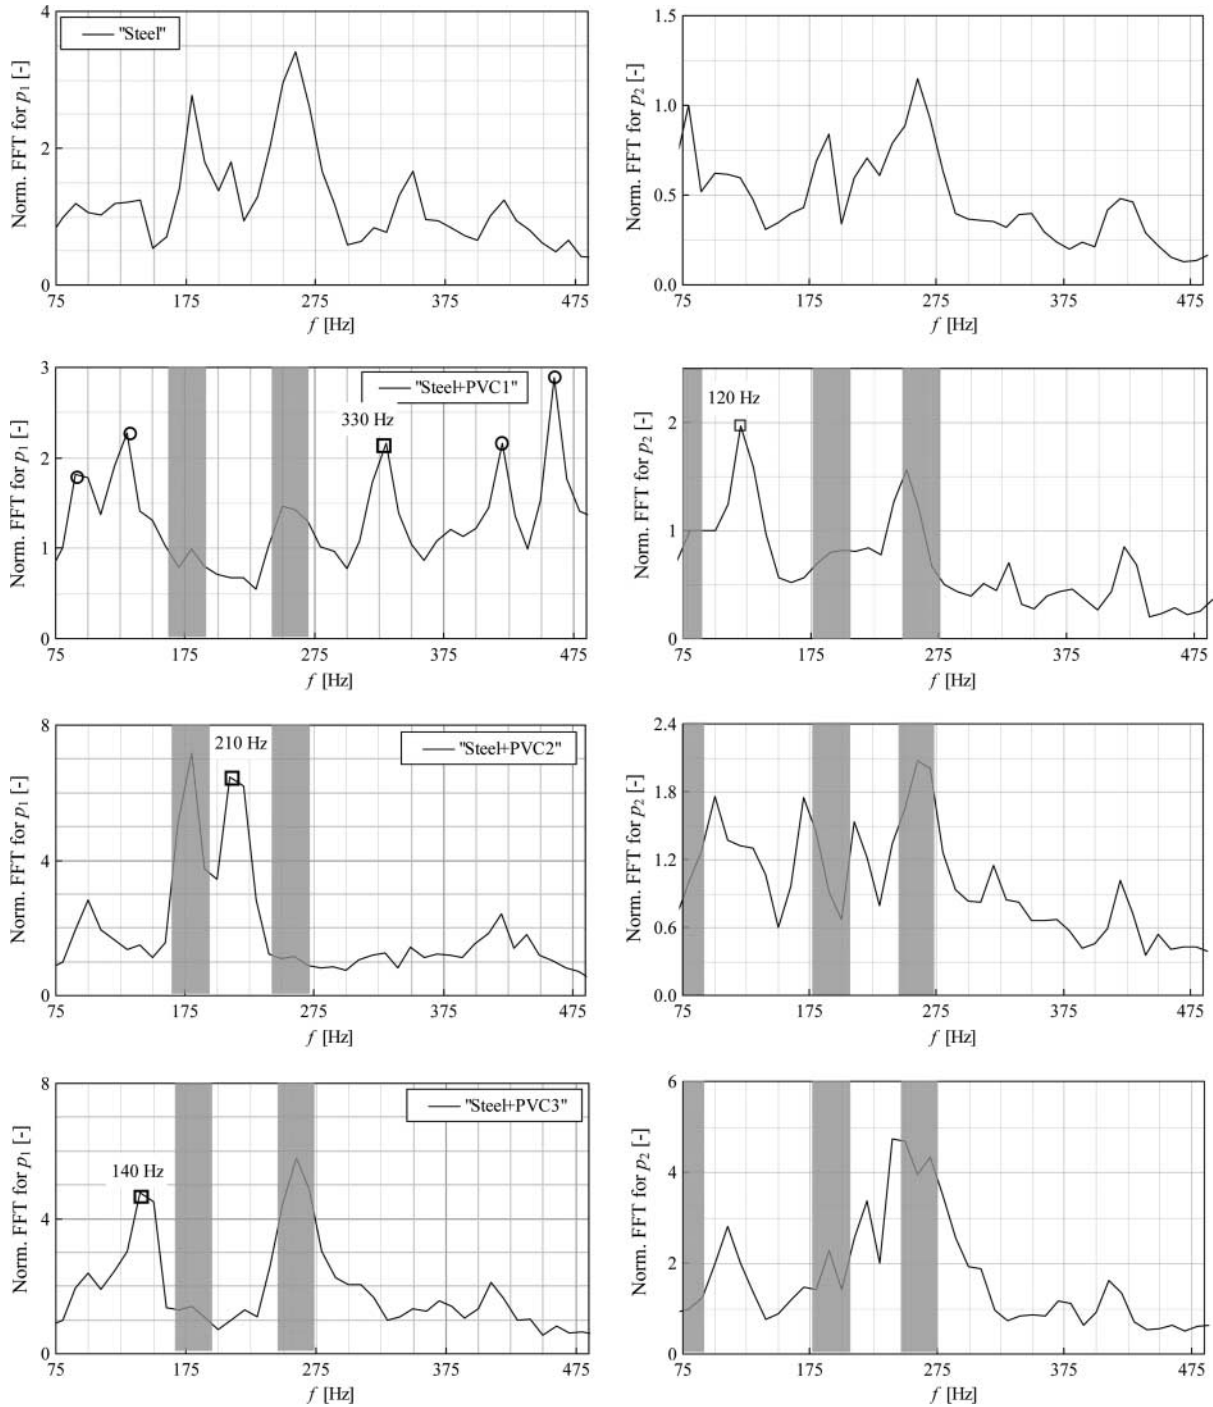 "Steel"
Norm. FFT for p₁ [-]
4
2
0
75 175 275 375 475
f [Hz]
Norm. FFT for p₂ [-]
1.5
1.0
0.5
0.0
75 175 275 375 475
f [Hz]
"Steel+PVC1"
330 Hz
Norm. FFT for p₁ [-]
3
2
1
0
75 175 275 375 475
f [Hz]
120 Hz
Norm. FFT for p₂ [-]
2
1
0
75 175 275 375 475
f [Hz]
"Steel+PVC2"
210 Hz
Norm. FFT for p₁ [-]
8
4
0
75 175 275 375 475
f [Hz]
Norm. FFT for p₂ [-]
2.4
1.8
1.2
0.6
0.0
75 175 275 375 475
f [Hz]
"Steel+PVC3"
140 Hz
Norm. FFT for p₁ [-]
8
4
0
75 175 275 375 475
f [Hz]
Norm. FFT for p₂ [-]
6
4
2
0
75 175 275 375 475
f [Hz]